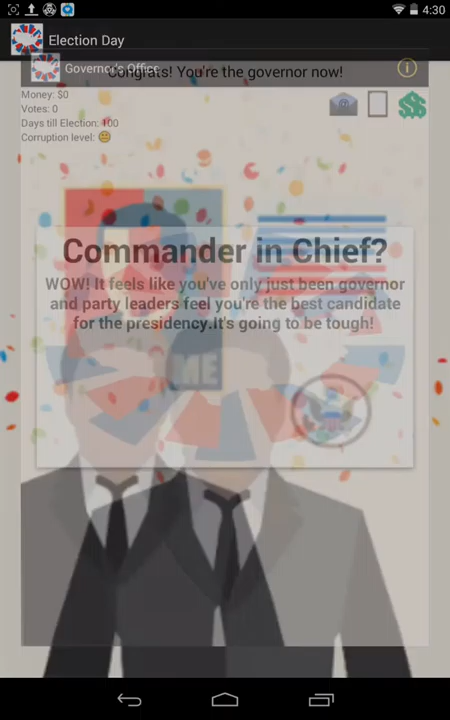 4:30
Election Day
Governor's Office
Congrats! You're the governor now!
Money: $0
Votes: 0
Days till Election: 100
Corruption level:
Commander in Chief?
WOW! It feels like you've only just been governor
and party leaders feel you're the best candidate
for the presidency.It's going to be tough!
ME